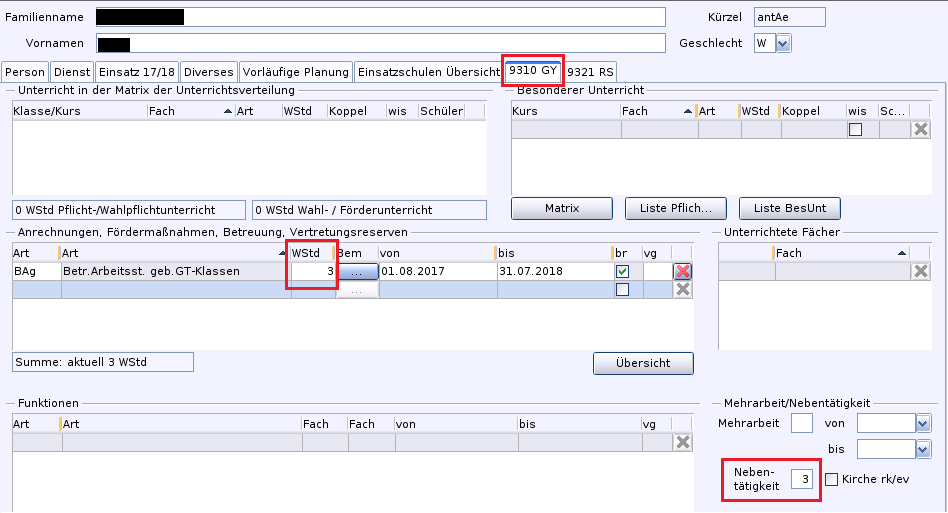 Familienname Kürzel antAe
Vornamen Geschlecht W
Person Dienst Einsatz 17/18 Diverses Vorläufige Planung Einsatzschulen Übersicht 9310 GY 9321 RS
Unterricht in der Matrix der Unterrichtsverteilung
Klasse/Kurs Fach Art WStd Koppel wis Schüler
0 WStd Pflicht-/Wahlpflichtunterricht 0 WStd Wahl- / Förderunterricht
Besonderer Unterricht
Kurs Fach Art WStd Koppel wis Sc...
Matrix Liste Pflich... Liste BesUnt
Anrechnungen, Fördermaßnahmen, Betreuung, Vertretungsreserven
Art Art WStd Bem von bis br vg
BAg Betr.Arbeitsst. geb.GT-Klassen 3 ... 01.08.2017 31.07.2018
...
Summe: aktuell 3 WStd Übersicht
Unterrichtete Fächer
Fach
Funktionen
Art Art Fach Fach von bis vg
Mehrarbeit/Nebentätigkeit
Mehrarbeit von
bis
Neben-
tätigkeit 3 Kirche rk/ev